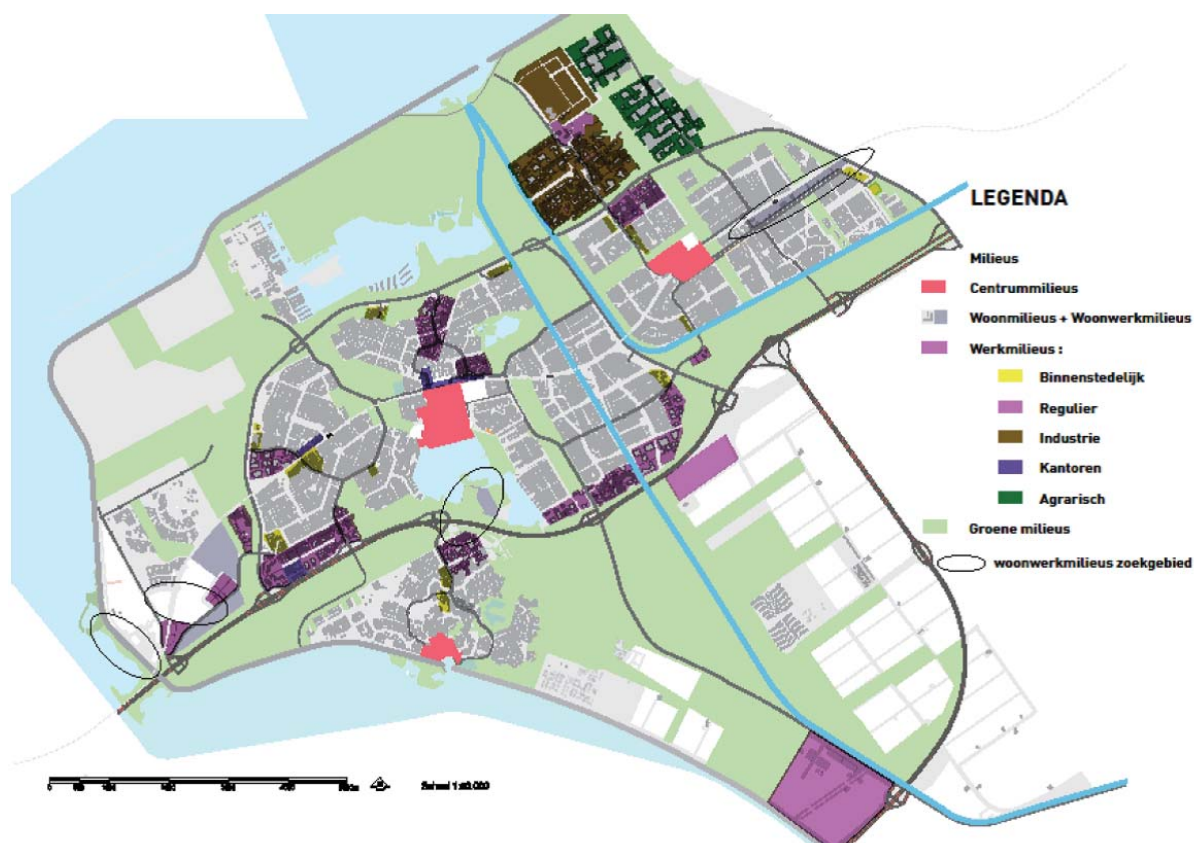 LEGENDA
Milieus
Centrummilieus
Woonmilieus + Woonwerkmilieus
Werkmilieus :
Binnenstedelijk
Regulier
Industrie
Kantoren
Agrarisch
Groene milieus
woonwerkmilieus zoekgebied